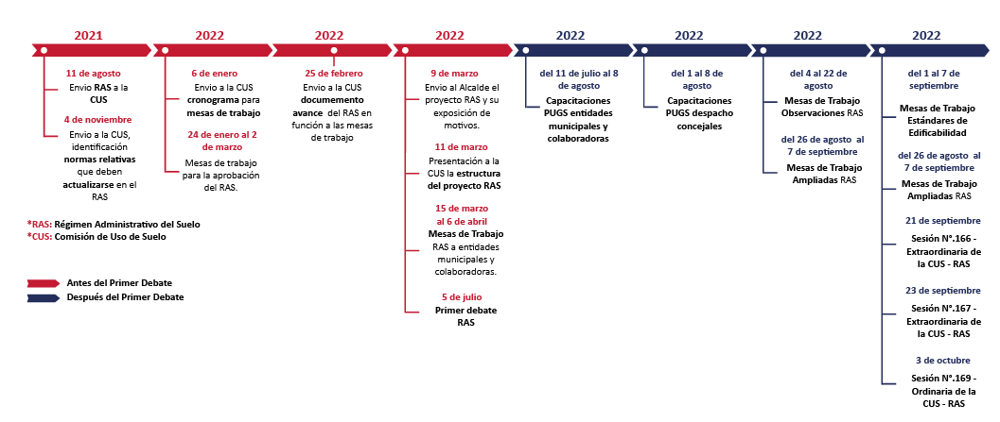 2021
11 de agosto
Envio RAS a la
CUS
4 de noviembre
Envio a la CUS,
identificación
normas relativas
que deben
actualizarse en el
RAS
2022
6 de enero
Envio a la CUS
cronograma para
mesas de trabajo
24 de enero al 2
de marzo
Mesas de trabajo
para la aprobación
del RAS.
2022
25 de febrero
Envio a la CUS
documemento
avance del RAS en
función a las mesas
de trabajo
2022
9 de marzo
Envio al Alcalde el
proyecto RAS y su
exposición de
motivos.
11 de marzo
Presentación a la
CUS la estructura
del proyecto RAS
15 de marzo
al 6 de abril
Mesas de Trabajo
RAS a entidades
municipales y
colaboradoras.
5 de julio
Primer debate
RAS
2022
del 11 de julio al 8
de agosto
Capacitaciones
PUGS entidades
municipales y
colaboradoras
2022
del 1 al 8 de
agosto
Capacitaciones
PUGS despacho
concejales
2022
del 4 al 22 de
agosto
Mesas de Trabajo
Observaciones RAS
del 26 de agosto al
7 de septiembre
Mesas de Trabajo
Ampliadas RAS
2022
del 1 al 7 de
septiembre
Mesas de Trabajo
Estándares de
Edificabilidad
del 26 de agosto al
7 de septiembre
Mesas de Trabajo
Ampliadas RAS
21 de septiembre
Sesión N°.166 -
Extraordinaria de
la CUS - RAS
23 de septiembre
Sesión N°.167 -
Extraordinaria de
la CUS - RAS
3 de octubre
Sesión N°.169 -
Ordinaria de la
CUS - RAS
*RAS: Régimen Administrativo del Suelo
*CUS: Comisión de Uso de Suelo
Antes del Primer Debate
Después del Primer Debate